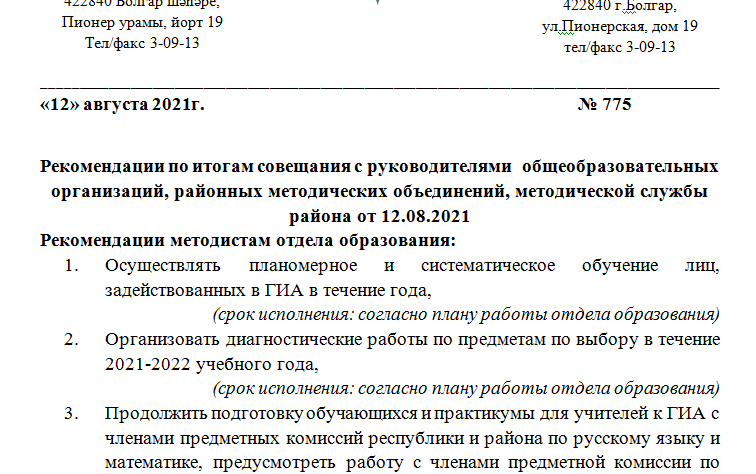 422840 Болгар шәһәре,
Пионер урамы, йорт 19
Тел/факс 3-09-13
422840 г.Болгар,
ул.Пионерская, дом 19
тел/факс 3-09-13
«12» августа 2021г. № 775
Рекомендации по итогам совещания с руководителями общеобразовательных
организаций, районных методических объединений, методической службы
района от 12.08.2021
Рекомендации методистам отдела образования:
1. Осуществлять планомерное и систематическое обучение лиц,
задействованных в ГИА в течение года,
(срок исполнения: согласно плану работы отдела образования)
2. Организовать диагностические работы по предметам по выбору в течение
2021-2022 учебного года,
(срок исполнения: согласно плану работы отдела образования)
3. Продолжить подготовку обучающихся и практикумы для учителей к ГИА с
членами предметных комиссий республики и района по русскому языку и
математике, предусмотреть работу с членами предметной комиссии по